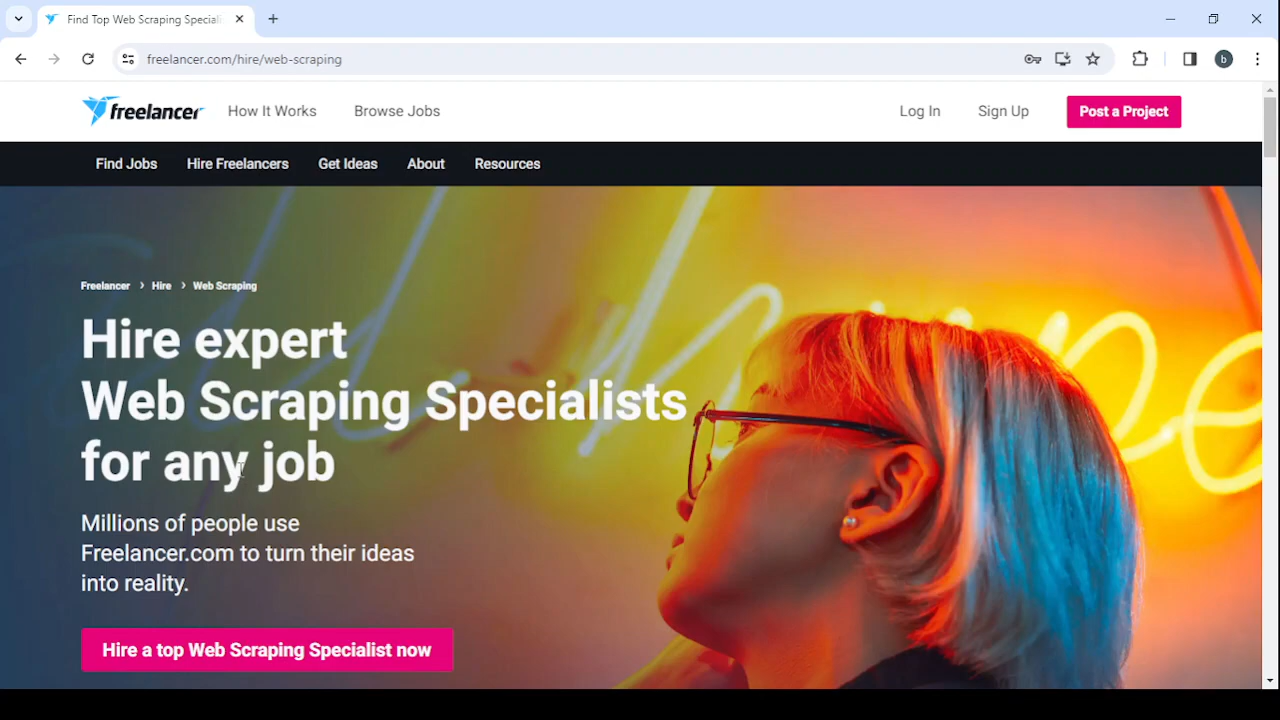 Find Top Web Scraping Speciali
freelancer.com/hire/web-scraping
b
freelancer
How It Works
Browse Jobs
Log In
Sign Up
Post a Project
Find Jobs
Hire Freelancers
Get Ideas
About
Resources
Freelancer > Hire > Web Scraping
Hire expert
Web Scraping Specialists
for any job
Millions of people use
Freelancer.com to turn their ideas
into reality.
Hire a top Web Scraping Specialist now